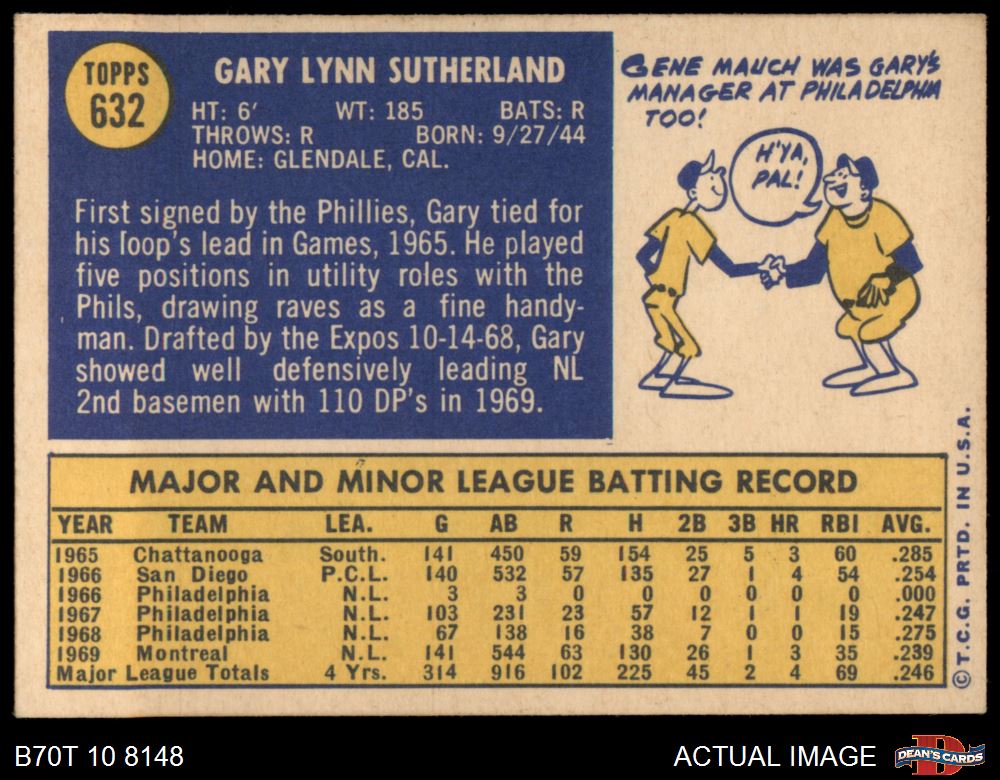 TOPPS
632
GARY LYNN SUTHERLAND
HT: 6' WT: 185 BATS: R
THROWS: R BORN: 9/27/44
HOME: GLENDALE, CAL.
First signed by the Phillies, Gary tied for
his loop's lead in Games, 1965. He played
five positions in utility roles with the
Phils, drawing raves as a fine handy-
man. Drafted by the Expos 10-14-68, Gary
showed well defensively leading NL
2nd basemen with 110 DP's in 1969.
GENE MAUCH WAS GARY'S
MANAGER AT PHILADELPHIA
TOO!
H'YA,
PAL!
MAJOR AND MINOR LEAGUE BATTING RECORD
YEAR TEAM LEA. G AB R H 2B 3B HR RBI AVG.
1965 Chattanooga South. 141 450 59 154 25 5 3 60 .285
1966 San Diego P.C.L. 140 532 57 135 27 1 4 54 .254
1966 Philadelphia N.L. 3 3 0 0 0 0 0 0 .000
1967 Philadelphia N.L. 103 231 23 57 12 1 1 19 .247
1968 Philadelphia N.L. 67 138 16 38 7 0 0 15 .275
1969 Montreal N.L. 141 544 63 130 26 1 3 35 .239
Major League Totals 4 Yrs. 314 916 102 225 45 2 4 69 .246
© T.C.G. PRTD. IN U.S.A.
B70T 10 8148
ACTUAL IMAGE
DEAN'S CARDS